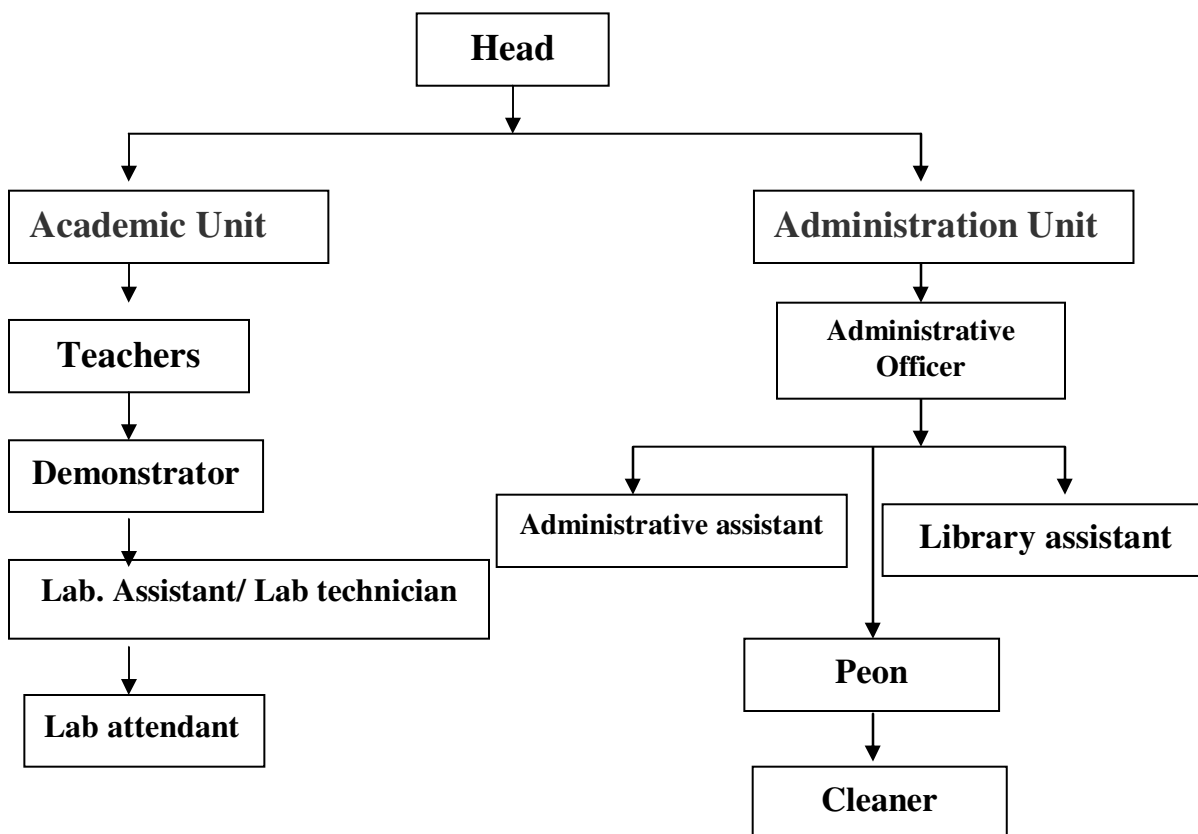 Head
Academic Unit
Administration Unit
Teachers
Administrative
Officer
Demonstrator
Administrative assistant
Library assistant
Lab. Assistant/ Lab technician
Peon
Lab attendant
Cleaner